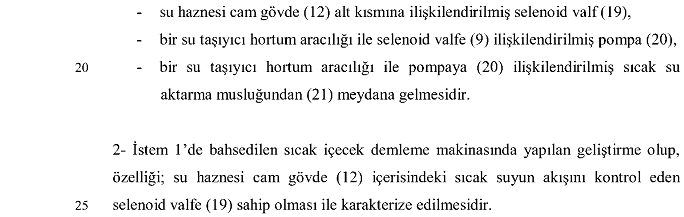 - su haznesi cam gövde (12) alt kısmına ilişkilendirilmiş selenoid valf (19),
- bir su taşıyıcı hortum aracılığı ile selenoid valfe (9) ilişkilendirilmiş pompa (20),
20 - bir su taşıyıcı hortum aracılığı ile pompaya (20) ilişkilendirilmiş sıcak su
aktarma musluğundan (21) meydana gelmesidir.
2- İstem 1'de bahsedilen sıcak içecek demleme makinasında yapılan geliştirme olup,
özelliği; su haznesi cam gövde (12) içerisindeki sıcak suyun akışını kontrol eden
25 selenoid valfe (19) sahip olması ile karakterize edilmesidir.